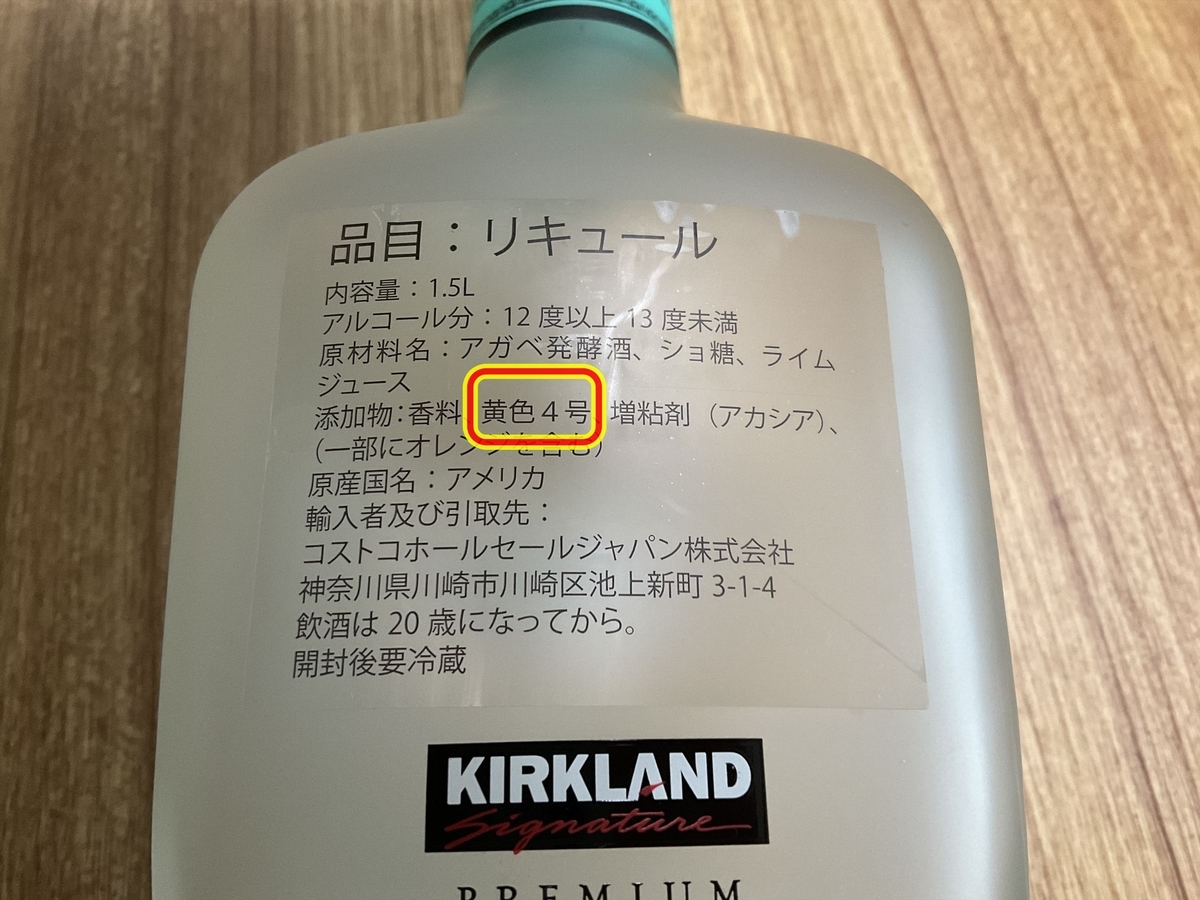 品目：リキュール
内容量：1.5L
アルコール分：12 度以上 13 度未満
原材料名：アガベ発酵酒、ショ糖、ライム
ジュース
添加物：香料、黄色４号、増粘剤（アカシア）、
（一部にオレンジを含む）
原産国名：アメリカ
輸入者及び引取先：
コストコホールセールジャパン株式会社
神奈川県川崎市川崎区池上新町 3-1-4
飲酒は 20 歳になってから。
開封後要冷蔵
KIRKLAND
Signature
PREMIUM